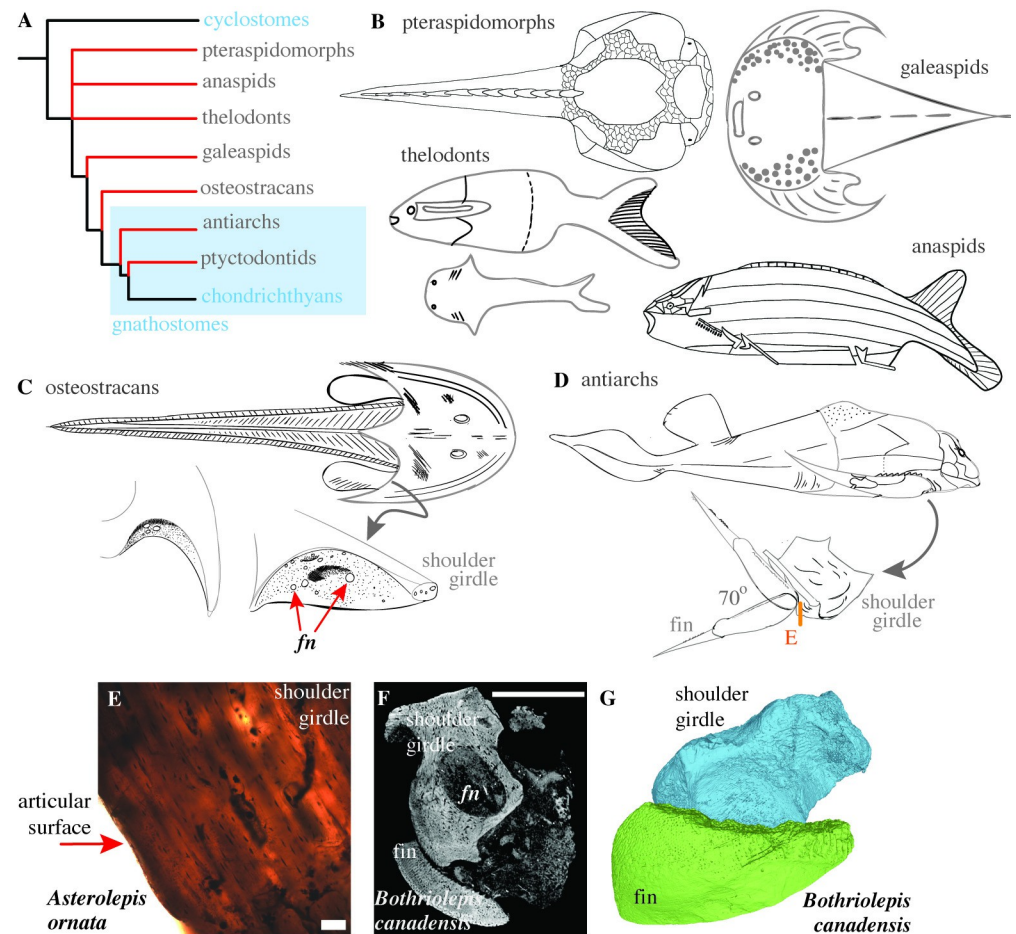 A
cyclostomes
pteraspidomorphs
anaspids
thelodonts
galeaspids
osteostracans
antiarchs
ptyctodontids
chondrichthyans
gnathostomes
B
pteraspidomorphs
galeaspids
thelodonts
anaspids
C
osteostracans
shoulder
girdle
fn
D
antiarchs
70o
fin
shoulder
girdle
E
E
shoulder
girdle
articular
surface
Asterolepis
ornata
F
shoulder
girdle
fn
fin
Bothriolepis
canadensis
G
shoulder
girdle
fin
Bothriolepis
canadensis